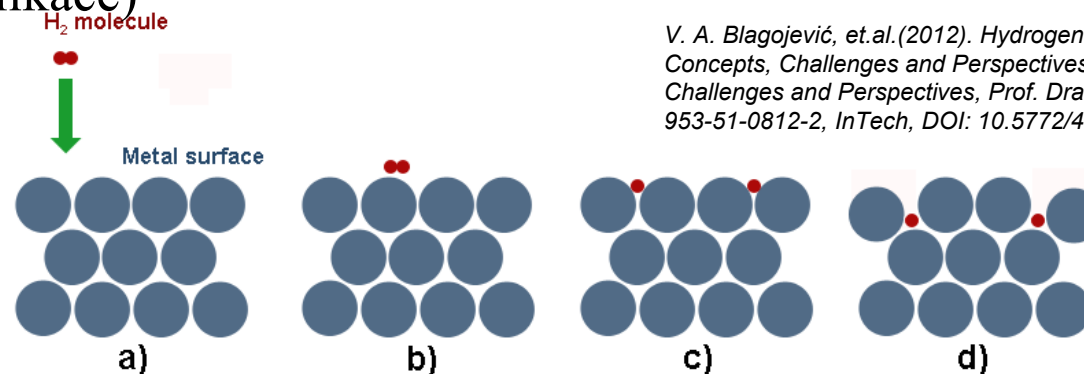 H₂ molecule
V. A. Blagojević, et.al.(2012). Hydrogen
Concepts, Challenges and Perspectives
Challenges and Perspectives, Prof. Dra
953-51-0812-2, InTech, DOI: 10.5772/4
Metal surface
a)
b)
c)
d)